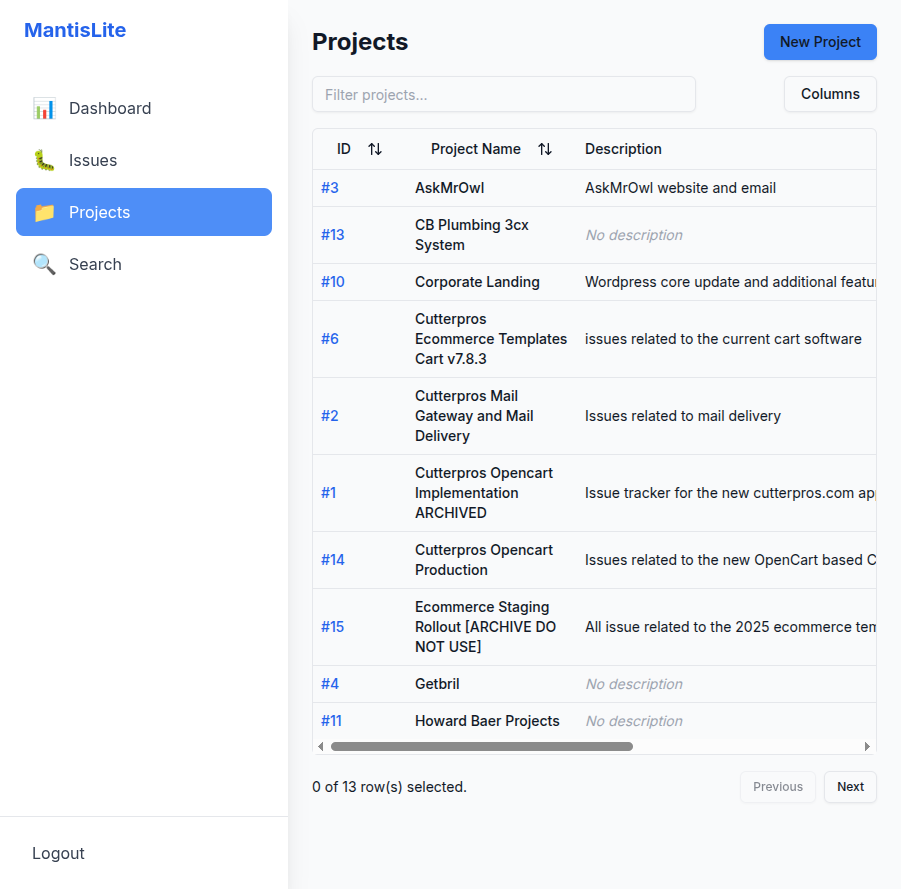 MantisLite
Dashboard
Issues
Projects
Search
Logout
Projects
New Project
Filter projects...
Columns
ID Project Name Description
#3 AskMrOwl AskMrOwl website and email
#13 CB Plumbing 3cx
System No description
#10 Corporate Landing Wordpress core update and additional featu
#6 Cutterpros
Ecommerce Templates
Cart v7.8.3 issues related to the current cart software
#2 Cutterpros Mail
Gateway and Mail
Delivery Issues related to mail delivery
#1 Cutterpros Opencart
Implementation
ARCHIVED Issue tracker for the new cutterpros.com ap
#14 Cutterpros Opencart
Production Issues related to the new OpenCart based C
#15 Ecommerce Staging
Rollout [ARCHIVE DO
NOT USE] All issue related to the 2025 ecommerce tem
#4 Getbril No description
#11 Howard Baer Projects No description
0 of 13 row(s) selected.
Previous Next